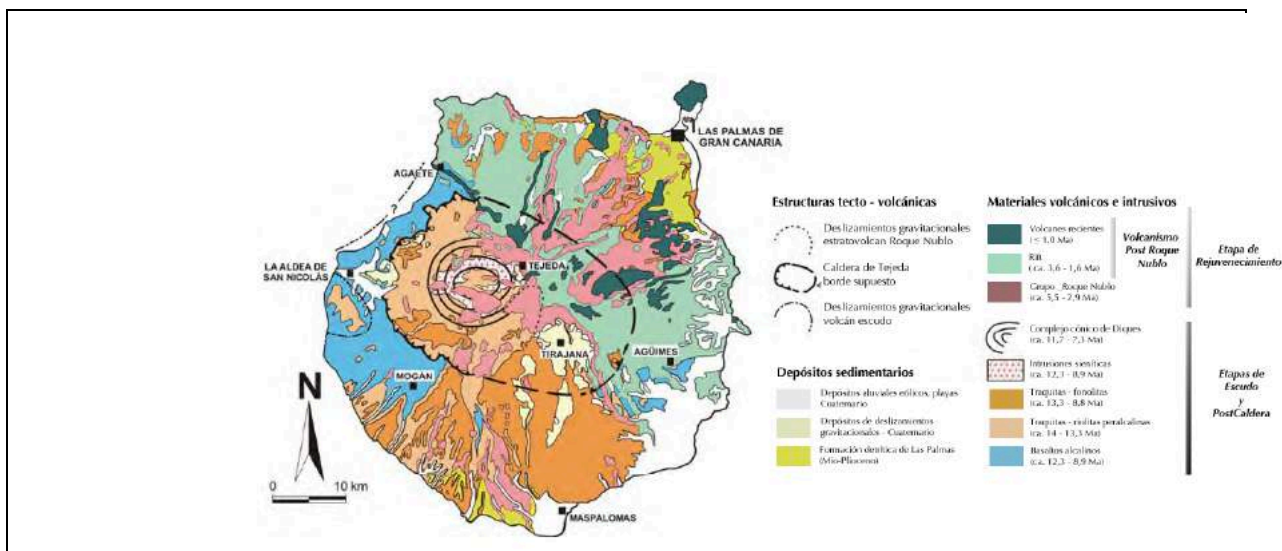 LAS PALMAS DE
GRAN CANARIA
AGAETE
LA ALDEA DE
SAN NICOLÁS
TEJEDA
TIRAJANA
AGÜIMES
MOGÁN
MASPALOMAS
N
0 10 km
?
Estructuras tecto - volcánicas
Deslizamientos gravitacionales
estratovolcan Roque Nublo
Caldera de Tejeda
borde supuesto
Deslizamientos gravitacionales
volcán escudo
Depósitos sedimentarios
Depósitos aluviales eólicos, playas
Cuaternario
Depósitos de deslizamientos
gravitacionales - Cuaternario
Formación detrítica de Las Palmas
(Mio-Plioceno)
Materiales volcánicos e intrusivos
Volcanes recientes
( ≤ 1,0 Ma)
Rift
(ca. 3,6 - 1,6 Ma)
Grupo Roque Nublo
(ca. 5,5 - 2,9 Ma)
Complejo cónico de Diques
(ca. 11,7 - 7,3 Ma)
Intrusiones sieníticas
(ca. 12,3 - 8,9 Ma)
Traquitas - fonolitas
(ca. 13,3 - 8,8 Ma)
Traquitas - riolitas peralcalinas
(ca. 14 - 13,3 Ma)
Basaltos alcalinos
(ca. 12,3 - 8,9 Ma)
Volcanismo
Post Roque
Nublo
Etapa de
Rejuvenecimiento
Etapas de
Escudo
y
PostCaldera